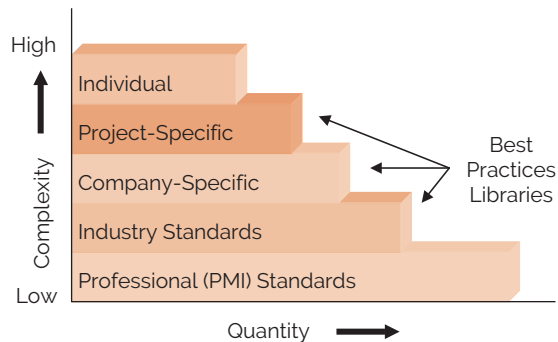 High
Individual
Project-Specific
Company-Specific
Industry Standards
Professional (PMI) Standards
Low
Complexity
Best
Practices
Libraries
Quantity